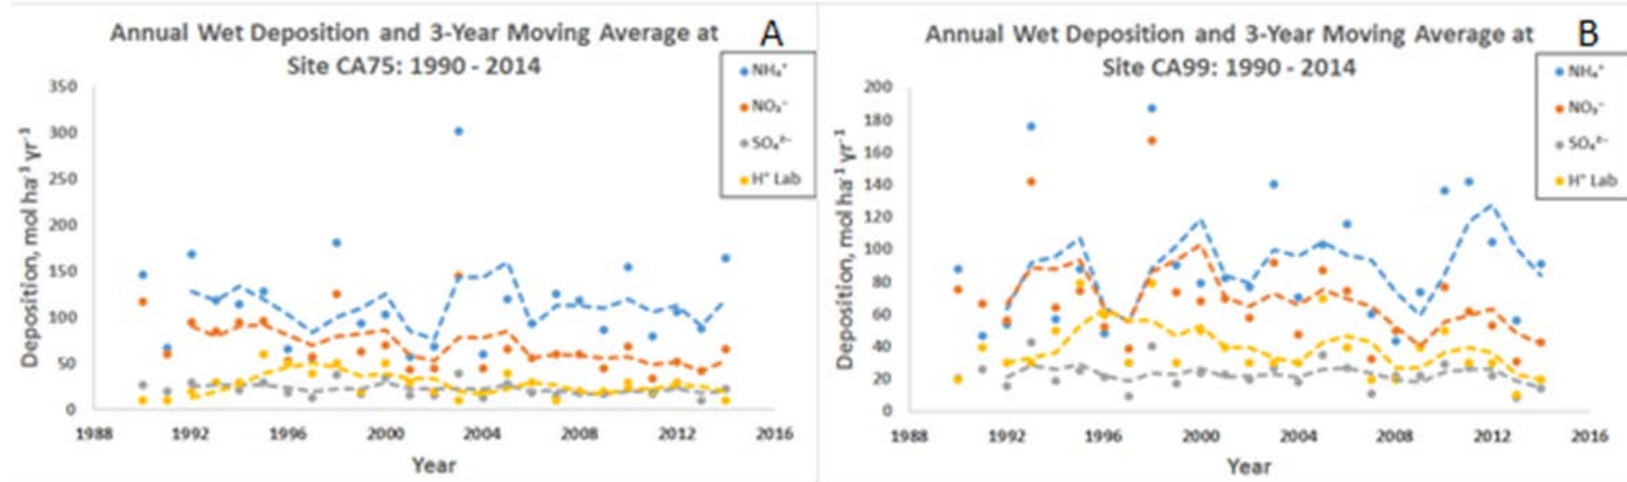 Annual Wet Deposition and 3-Year Moving Average at
Site CA75: 1990 - 2014
A
NH₄⁺
NO₃⁻
SO₄²⁻
H⁺ Lab
Deposition, mol ha⁻¹ yr⁻¹
350
300
250
200
150
100
50
0
1988 1992 1996 2000 2004 2008 2012 2016
Year
Annual Wet Deposition and 3-Year Moving Average at
Site CA99: 1990 - 2014
B
NH₄⁺
NO₃⁻
SO₄²⁻
H⁺ Lab
Deposition, mol ha⁻¹ yr⁻¹
200
180
160
140
120
100
80
60
40
20
0
1988 1992 1996 2000 2004 2008 2012 2016
Year